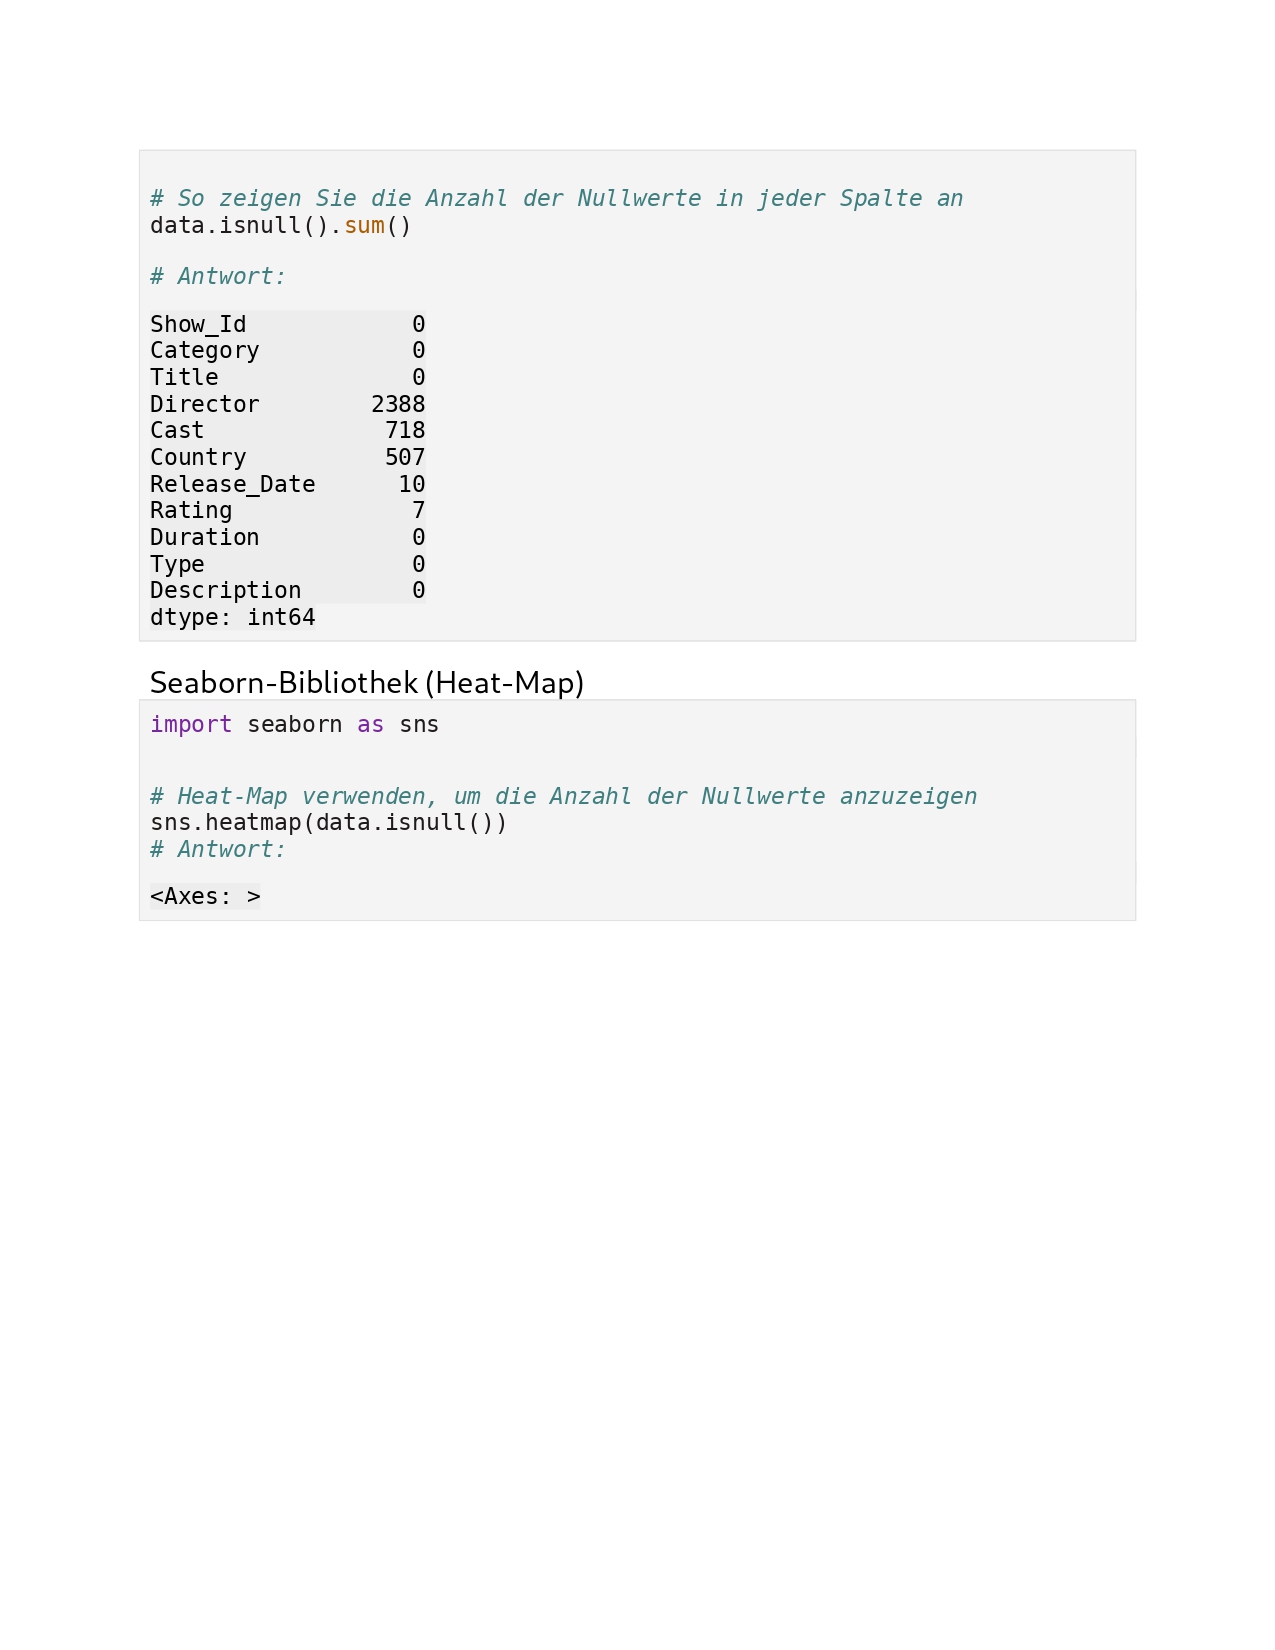 # So zeigen Sie die Anzahl der Nullwerte in jeder Spalte an
data.isnull().sum()
# Antwort:
Show_Id            0
Category           0
Title              0
Director        2388
Cast             718
Country          507
Release_Date      10
Rating             7
Duration           0
Type               0
Description        0
dtype: int64
Seaborn-Bibliothek (Heat-Map)
import seaborn as sns
# Heat-Map verwenden, um die Anzahl der Nullwerte anzuzeigen
sns.heatmap(data.isnull())
# Antwort:
<Axes: >